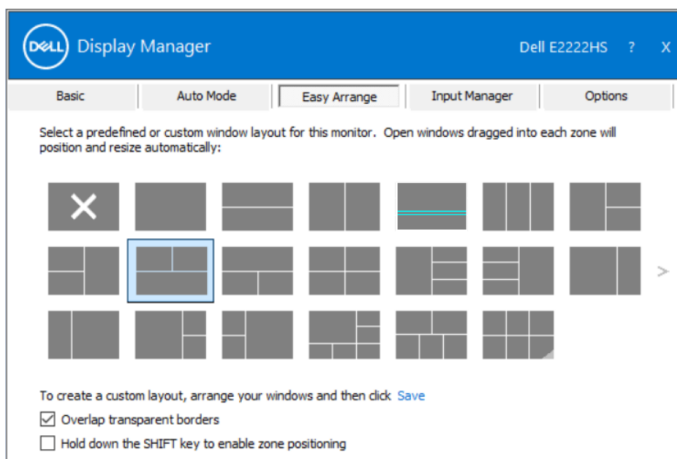 DELL Display Manager Dell E2222HS ? X
Basic Auto Mode Easy Arrange Input Manager Options
Select a predefined or custom window layout for this monitor. Open windows dragged into each zone will
position and resize automatically:
>
To create a custom layout, arrange your windows and then click Save
Overlap transparent borders
Hold down the SHIFT key to enable zone positioning